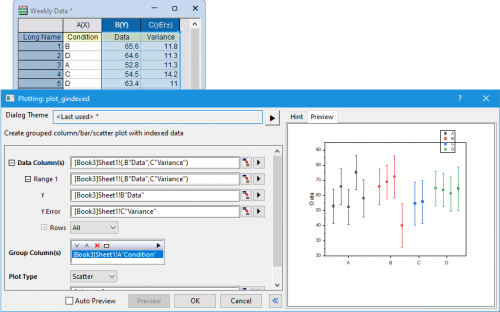 Weekly Data *
A(X) B(Y) C(yEr±)
Long Name Condition Data Variance
1 B 65.6 11.8
2 D 64.6 11.3
3 A 52.8 11.3
4 C 54.5 14.2
5 D 63.4 11
Plotting: plot_gindexed
Dialog Theme <Last used> *
Create grouped column/bar/scatter plot with indexed data
Data Column(s) [Book3]Sheet1!(,B"Data",C"Variance")
Range 1 [Book3]Sheet1!(,B"Data",C"Variance")
Y [Book3]Sheet1!B"Data"
Y Error [Book3]Sheet1!C"Variance"
Rows All
Group Column(s) [Book3]Sheet1!A"Condition"
Plot Type Scatter
Auto Preview Preview OK Cancel
Hint Preview
A
B
C
D
90
80
70
60
50
40
30
20
Data
A B C D